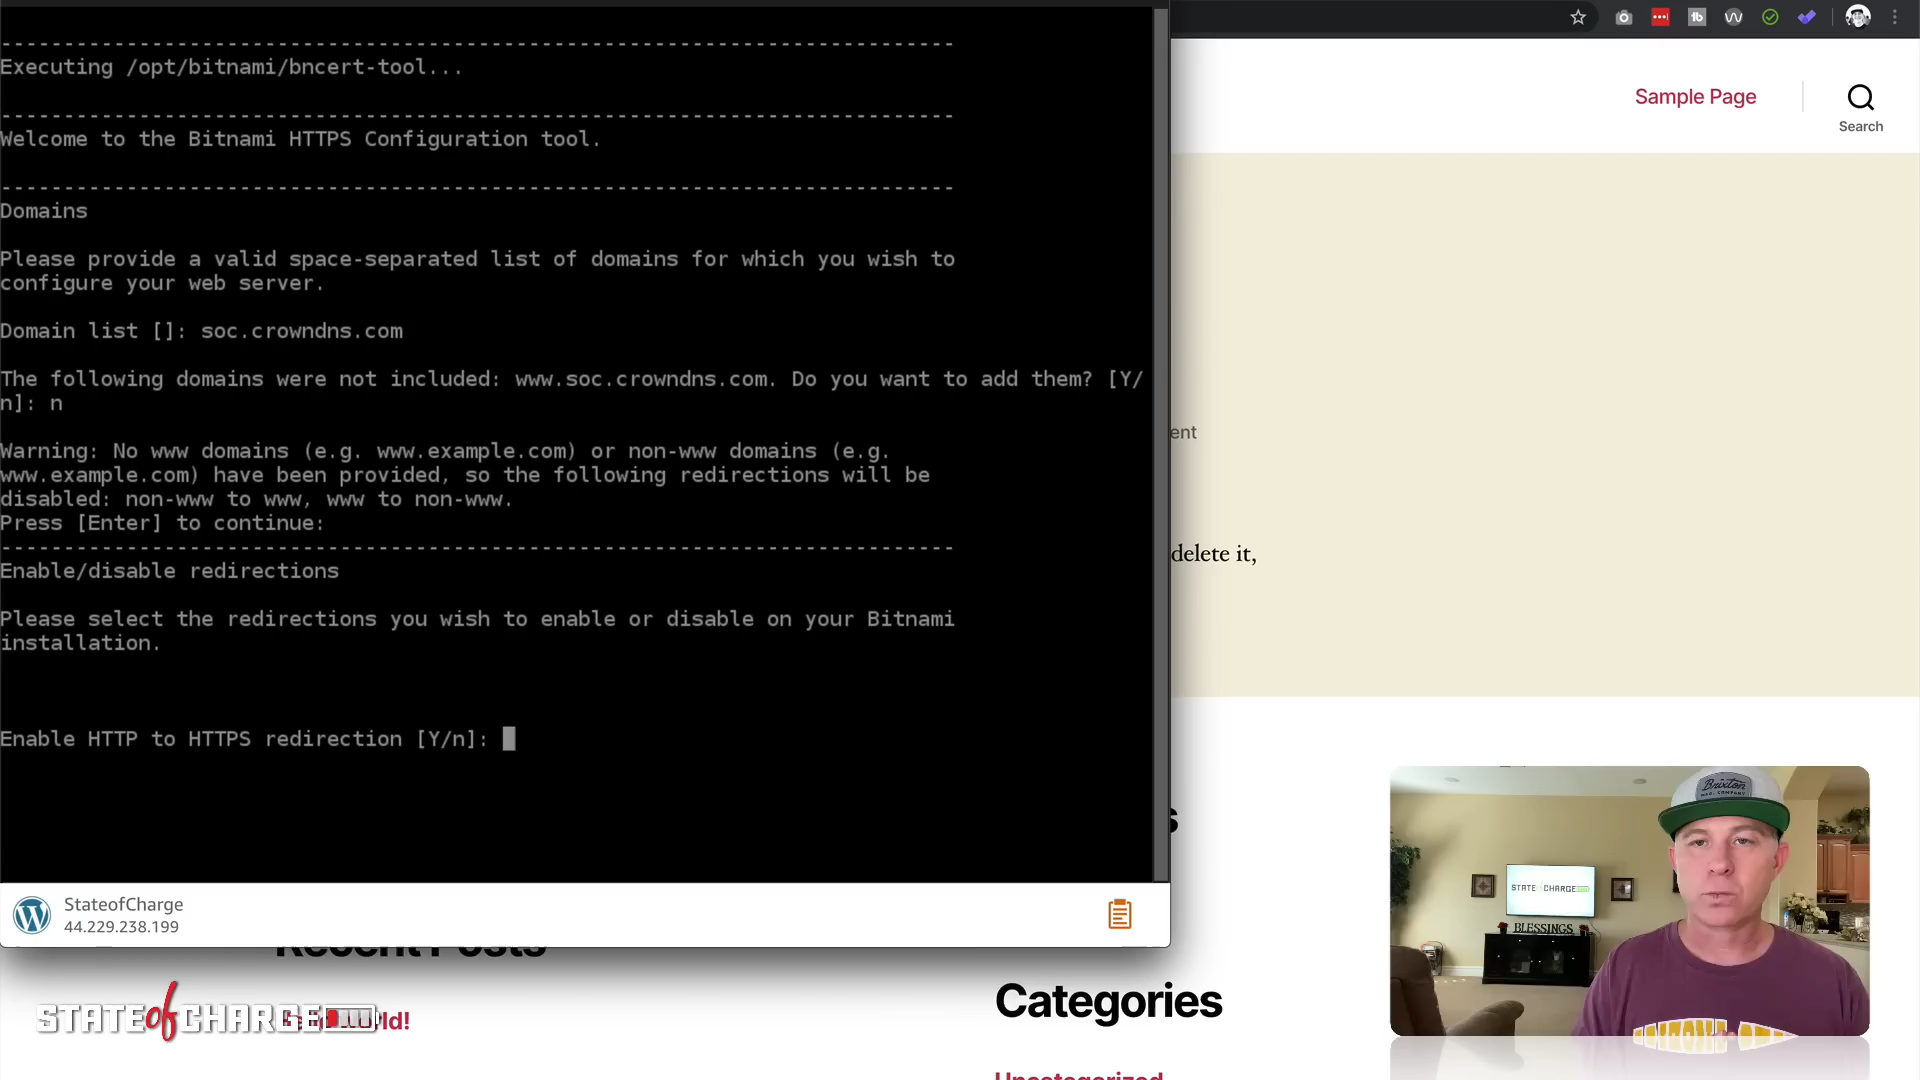 ----------------------------------------------------------------------------
Executing /opt/bitnami/bncert-tool...
----------------------------------------------------------------------------
Welcome to the Bitnami HTTPS Configuration tool.
----------------------------------------------------------------------------
Domains
Please provide a valid space-separated list of domains for which you wish to
configure your web server.
Domain list []: soc.crowndns.com
The following domains were not included: www.soc.crowndns.com. Do you want to add them? [Y/
n]: n
Warning: No www domains (e.g. www.example.com) or non-www domains (e.g.
www.example.com) have been provided, so the following redirections will be
disabled: non-www to www, www to non-www.
Press [Enter] to continue:
----------------------------------------------------------------------------
Enable/disable redirections
Please select the redirections you wish to enable or disable on your Bitnami
installation.
Enable HTTP to HTTPS redirection [Y/n]:
StateofCharge
44.229.238.199
Sample Page
Search
ent
delete it,
s
Recent Posts
STATE of CHARGE
ld!
Categories
Uncategorized
Brixton
STATE of CHARGE
BLESSINGS